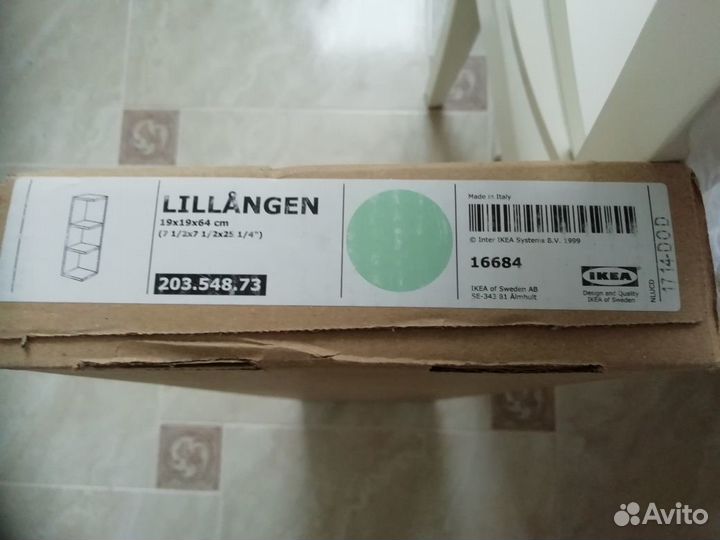 LILLÅNGEN
19x19x64 cm
(7 1/2x7 1/2x25 1/4")
203.548.73
Made in Italy
© Inter IKEA Systems B.V. 1999
16684
IKEA of Sweden AB
SE-343 81 Älmhult
IKEA
Design and Quality
IKEA of Sweden
NLUCD
1714-DOD
Avito